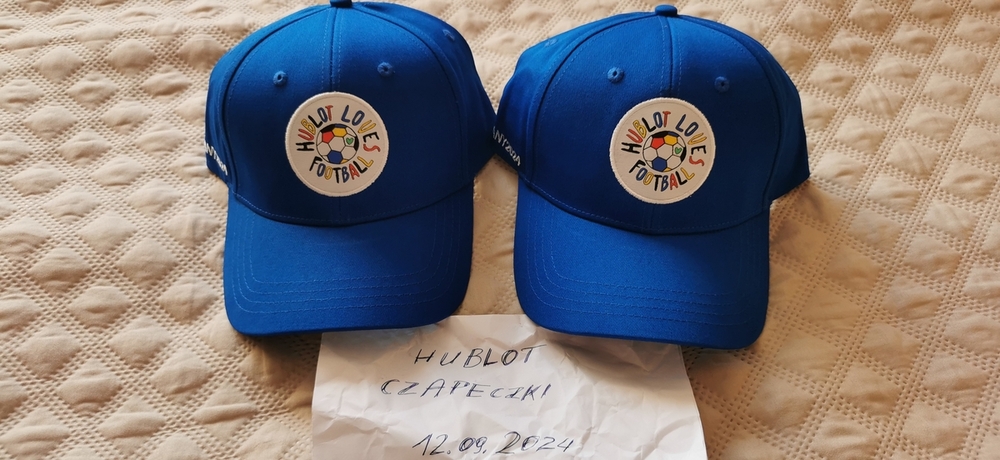 HUBLOT LOVES
FOOTBALL
HUBLOT LOVES
FOOTBALL
HUBLOT
CZAPECZKI
12.09.2024